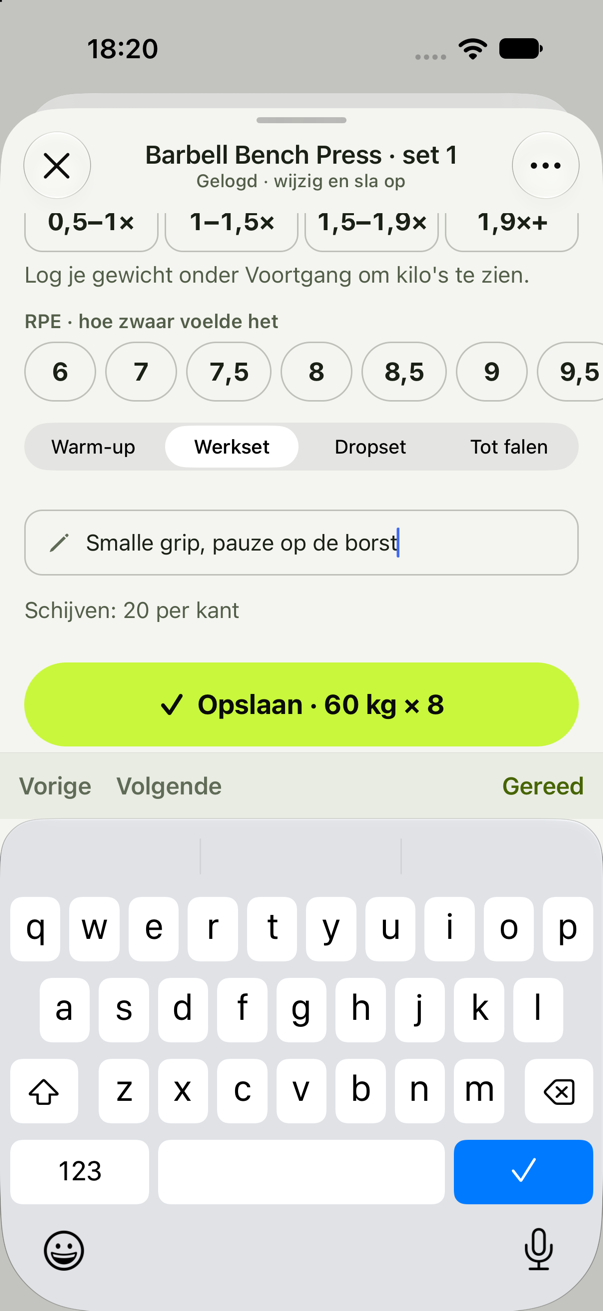 18:20
Barbell Bench Press · set 1
Gelogd · wijzig en sla op
0,5–1× 1–1,5× 1,5–1,9× 1,9×+
Log je gewicht onder Voortgang om kilo's te zien.
RPE · hoe zwaar voelde het
6 7 7,5 8 8,5 9 9,5
Warm-up Werkset Dropset Tot falen
Smalle grip, pauze op de borst
Schijven: 20 per kant
Opslaan · 60 kg × 8
Vorige Volgende Gereed
q w e r t y u i o p
a s d f g h j k l
z x c v b n m
123